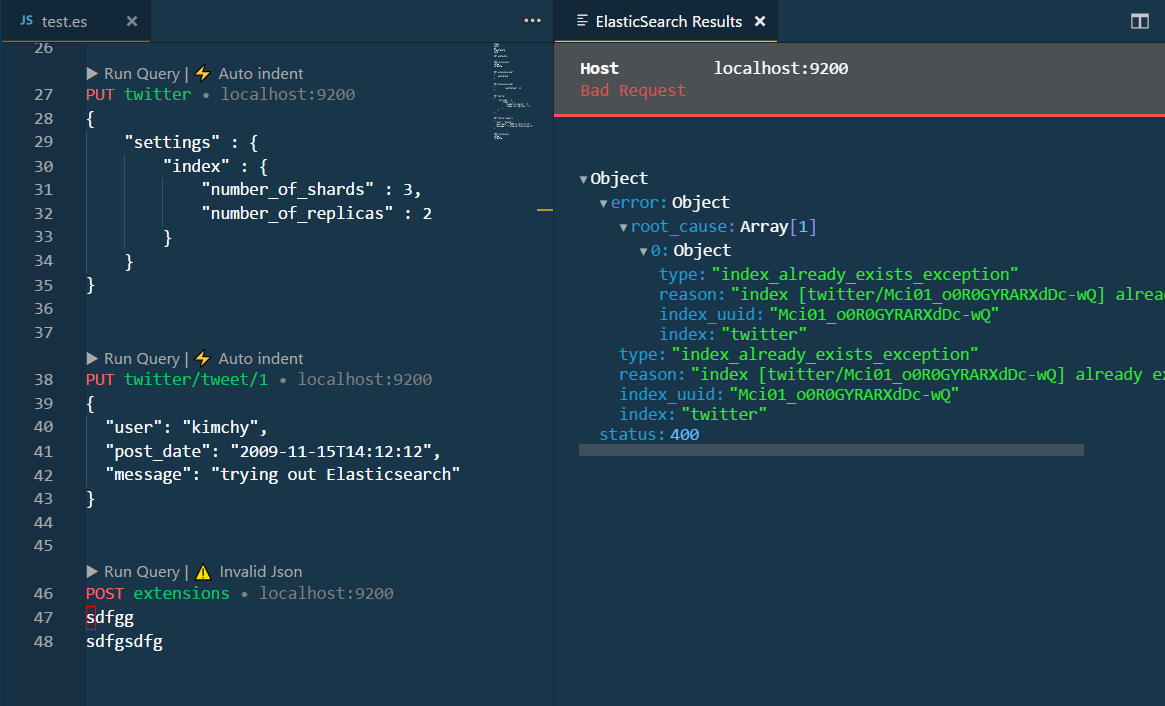 JS test.es ✕ •••
26
▶ Run Query | ⚡ Auto indent
27 PUT twitter • localhost:9200
28 {
29 "settings" : {
30 "index" : {
31 "number_of_shards" : 3,
32 "number_of_replicas" : 2
33 }
34 }
35 }
36
37
▶ Run Query | ⚡ Auto indent
38 PUT twitter/tweet/1 • localhost:9200
39 {
40 "user": "kimchy",
41 "post_date": "2009-11-15T14:12:12",
42 "message": "trying out Elasticsearch"
43 }
44
45
▶ Run Query | ⚠ Invalid Json
46 POST extensions • localhost:9200
47 sdfgg
48 sdfgsdfg
ElasticSearch Results ✕
Host localhost:9200
Bad Request
▼Object
▼error: Object
▼root_cause: Array[1]
▼0: Object
type: "index_already_exists_exception"
reason: "index [twitter/Mci01_o0R0GYRARXdDc-wQ] alrea
index_uuid: "Mci01_o0R0GYRARXdDc-wQ"
index: "twitter"
type: "index_already_exists_exception"
reason: "index [twitter/Mci01_o0R0GYRARXdDc-wQ] already ex
index_uuid: "Mci01_o0R0GYRARXdDc-wQ"
index: "twitter"
status: 400